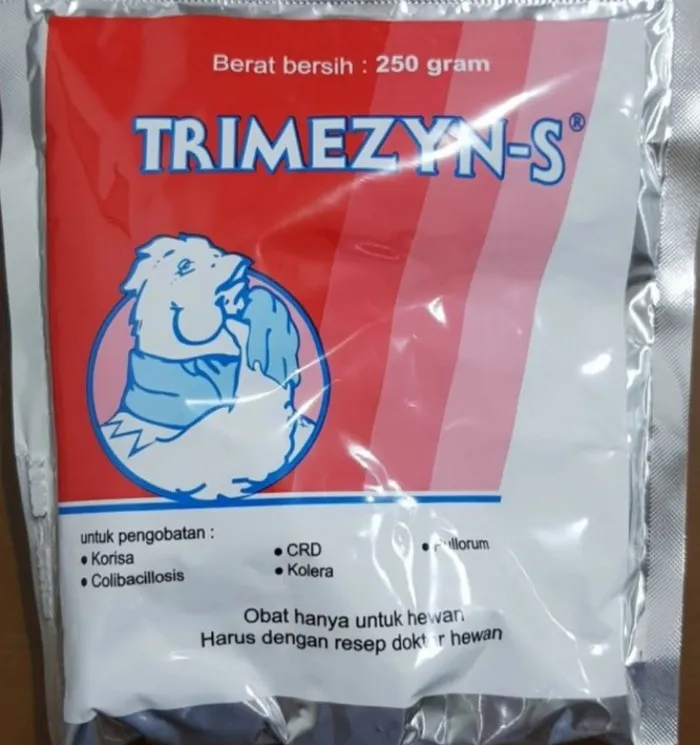 Berat bersih : 250 gram
TRIMEZYN-S®
untuk pengobatan :
• Korisa
• Colibacillosis
• CRD
• Kolera
•
Obat hanya untuk hewan
Harus dengan resep dokter hewan